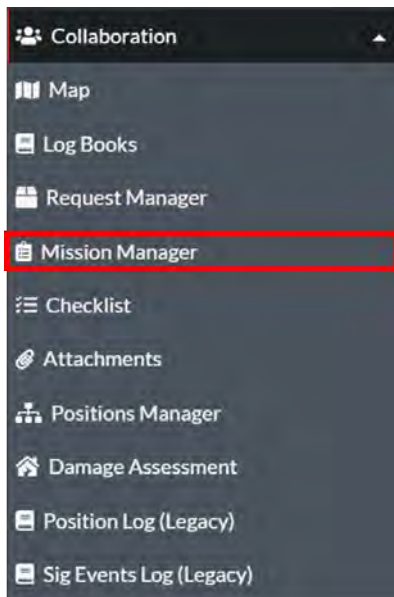 Collaboration
Map
Log Books
Request Manager
Mission Manager
Checklist
Attachments
Positions Manager
Damage Assessment
Position Log (Legacy)
Sig Events Log (Legacy)